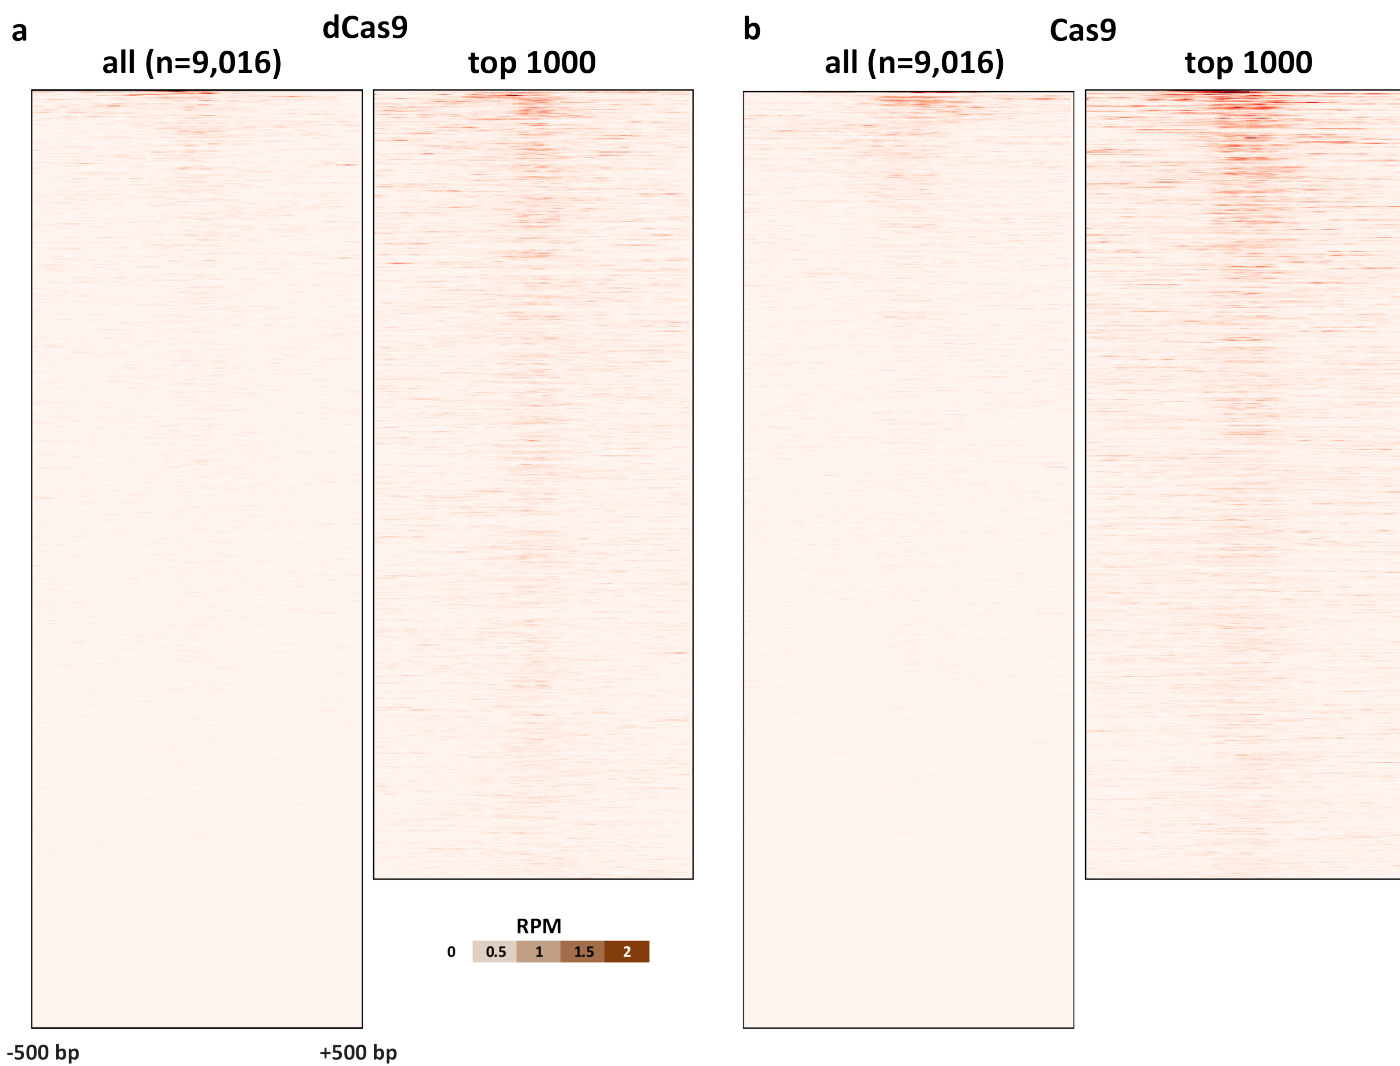 a
dCas9
all (n=9,016)
top 1000
b
Cas9
all (n=9,016)
top 1000
RPM
0 0.5 1 1.5 2
-500 bp
+500 bp